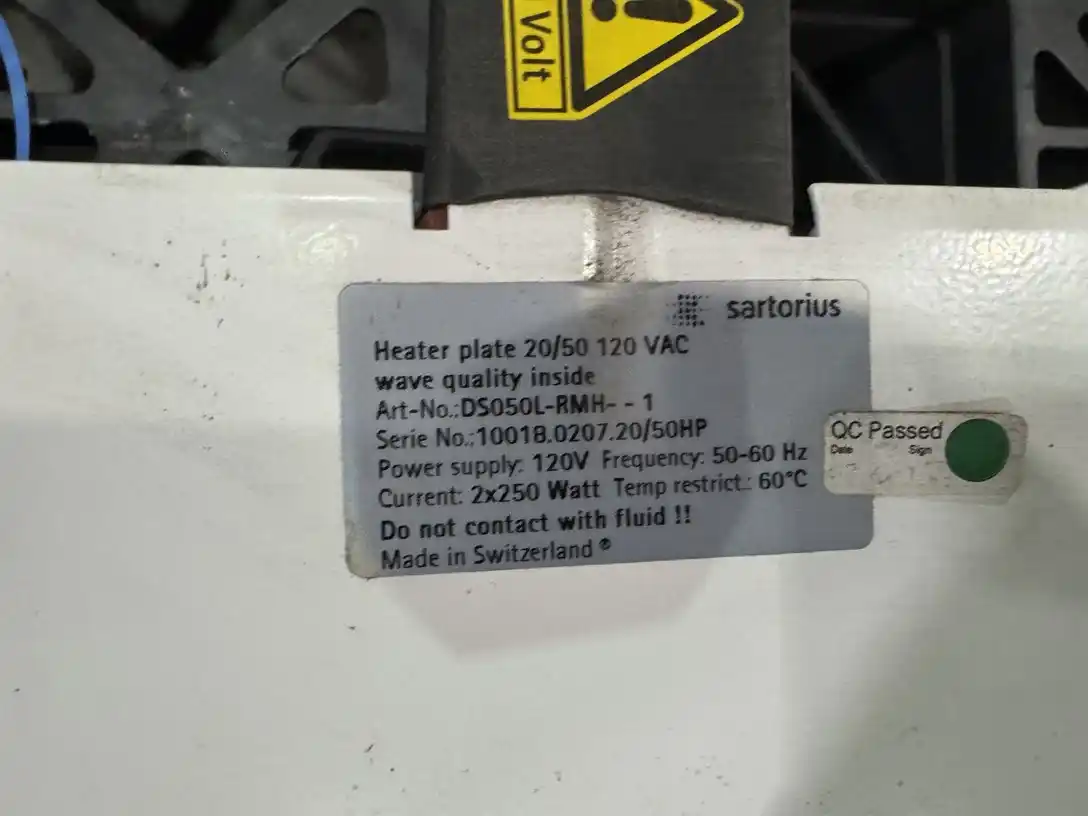 Volt
sartorius
Heater plate 20/50 120 VAC
wave quality inside
Art-No.:DS050L-RMH- - 1
Serie No.:10018.0207.20/50HP
Power supply: 120V Frequency: 50-60 Hz
Current: 2x250 Watt Temp restrict.: 60°C
Do not contact with fluid !!
Made in Switzerland ®
QC Passed
Date Sign